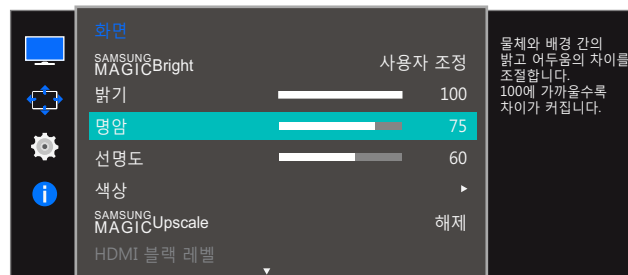 화면
SAMSUNG
MAGICBright 사용자 조정
밝기 100
명암 75
선명도 60
색상
SAMSUNG
MAGICUpscale 해제
HDMI 블랙 레벨
물체와 배경 간의
밝고 어두움의 차이를
조절합니다.
100에 가까울수록
차이가 커집니다.